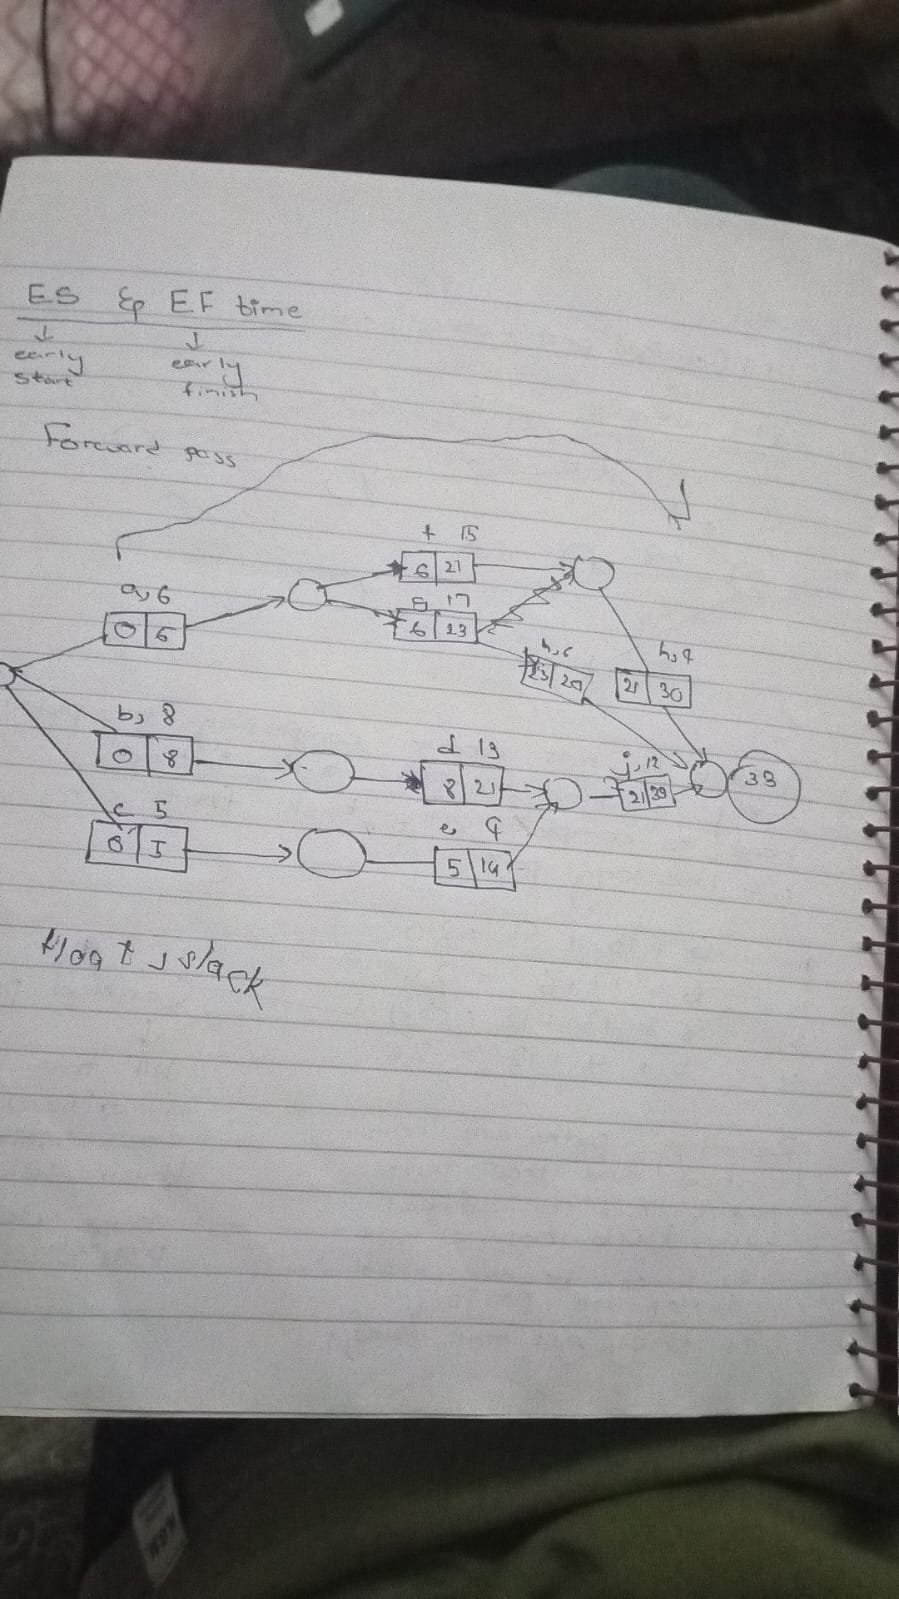 ES & EF time
↓ ↓
early early
start finish
Forward pass
f 15
6 21
a,6
0 6
g 17
6 23
h,6
23 29
h,9
21 30
b, 8
0 8
d 13
8 21
j,12
21 39
33
c 5
0 5
e 9
5 14
float, slack